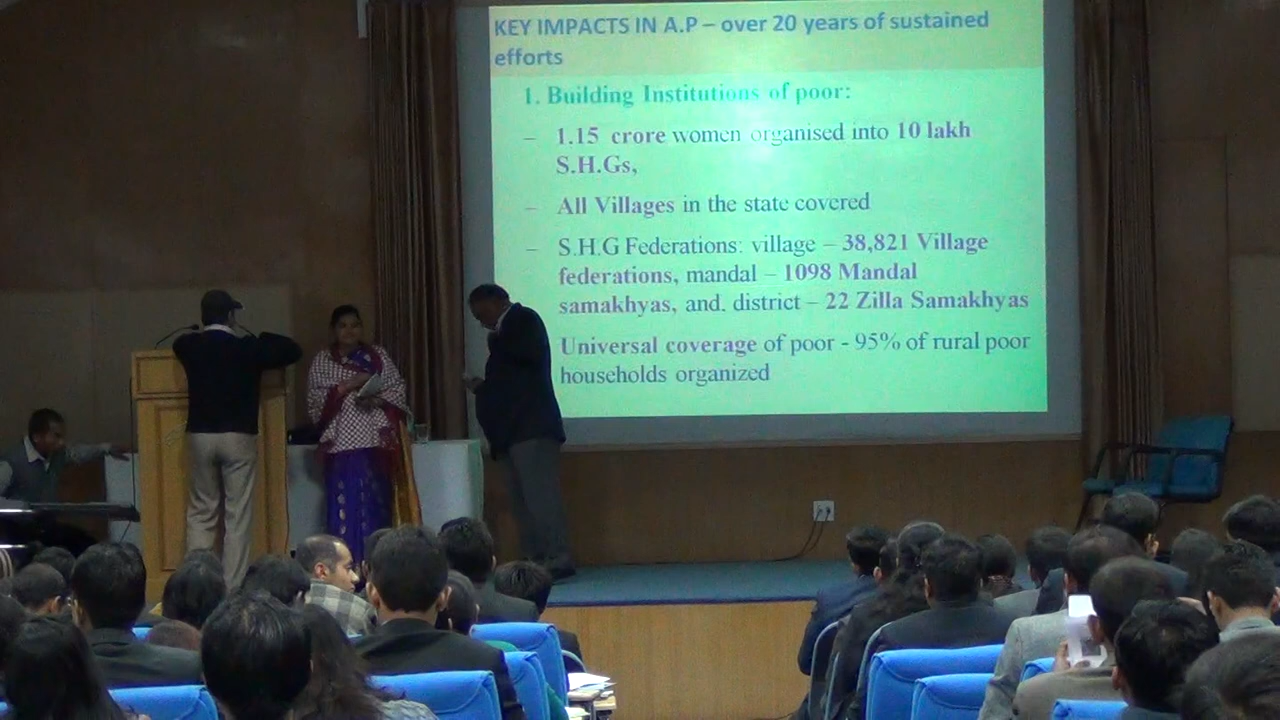 KEY IMPACTS IN A.P – over 20 years of sustained
efforts
1. Building Institutions of poor:
– 1.15 crore women organised into 10 lakh
S.H.Gs,
– All Villages in the state covered
– S.H.G Federations: village – 38,821 Village
federations, mandal – 1098 Mandal
samakhyas, and. district – 22 Zilla Samakhyas
Universal coverage of poor - 95% of rural poor
households organized